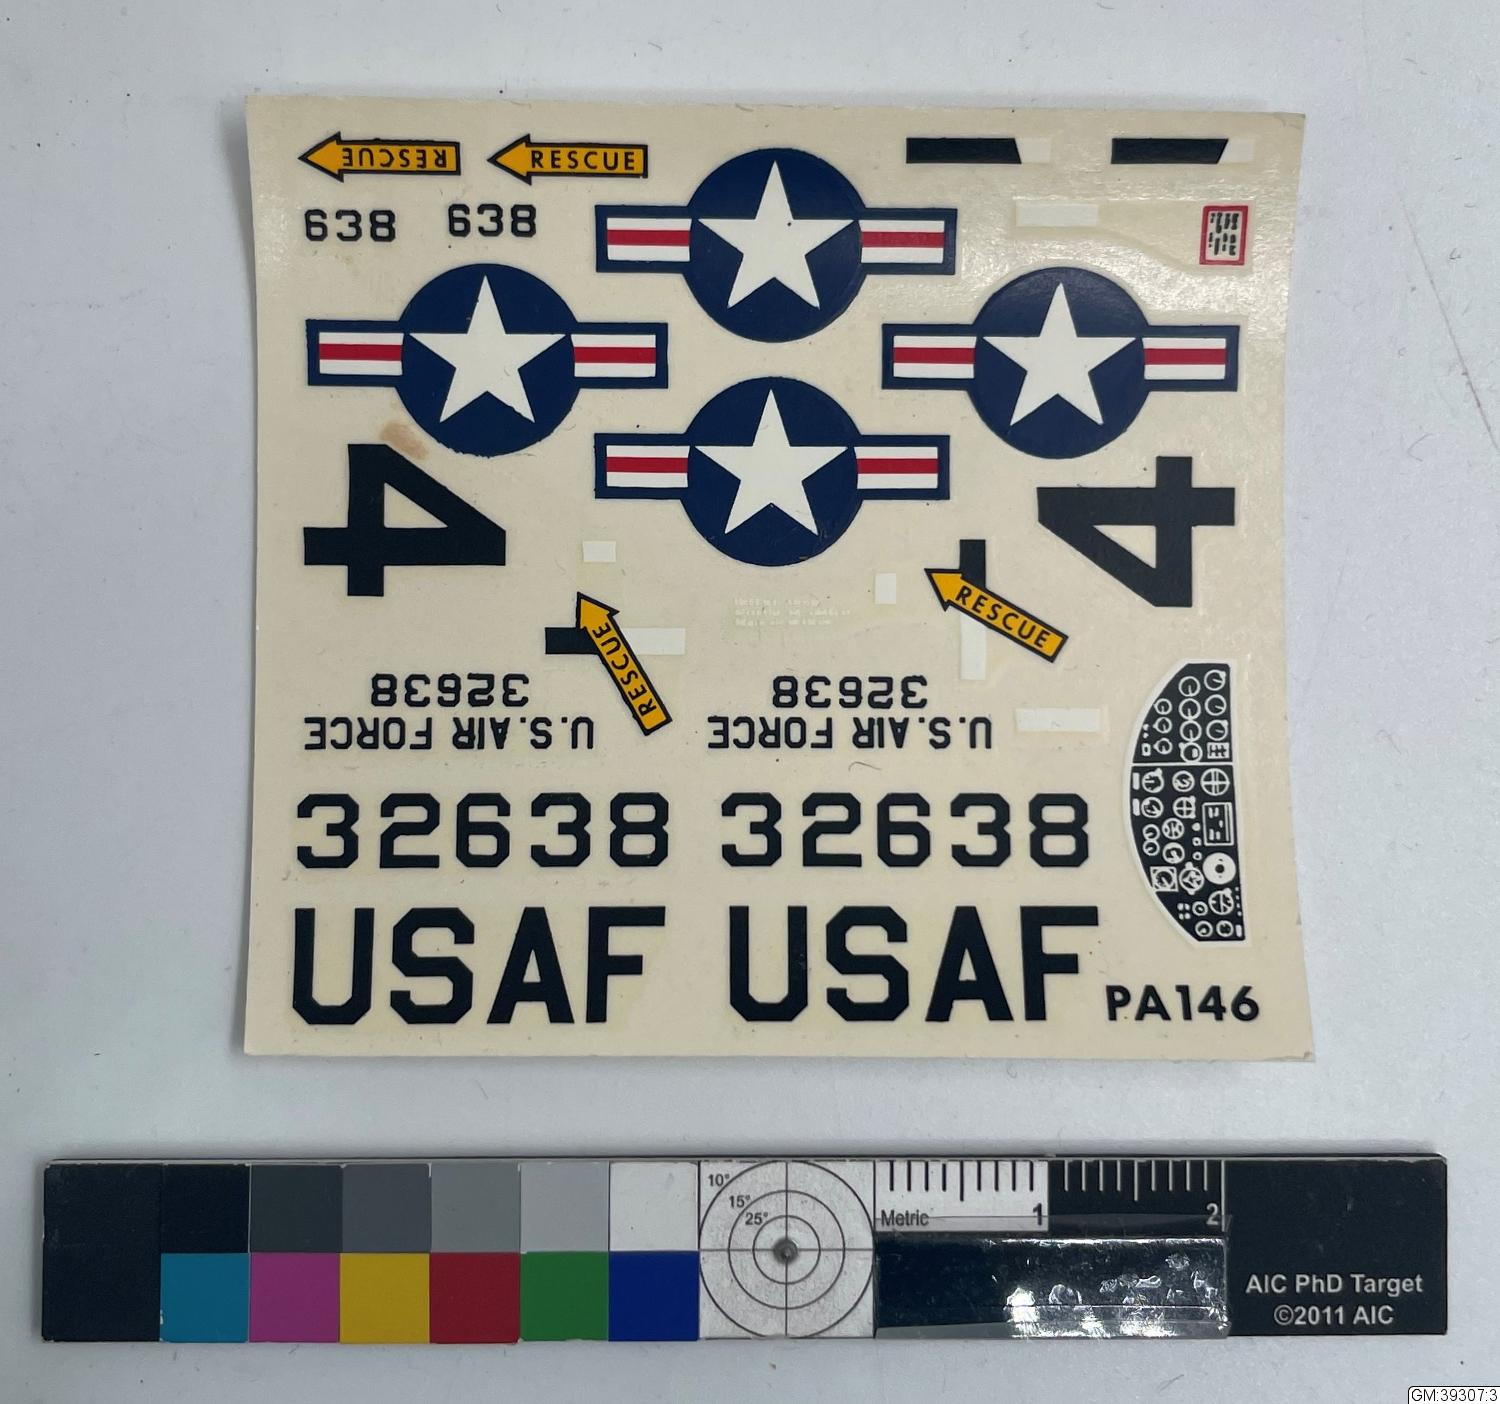 RESCUE
RESCUE
638
638
4
4
RESCUE
RESCUE
32638
U.S. AIR FORCE
32638
U.S. AIR FORCE
32638
32638
USAF
USAF
PA146
10°
15°
25°
Metric
1
2
AIC PhD Target
©2011 AIC
GM:39307:3